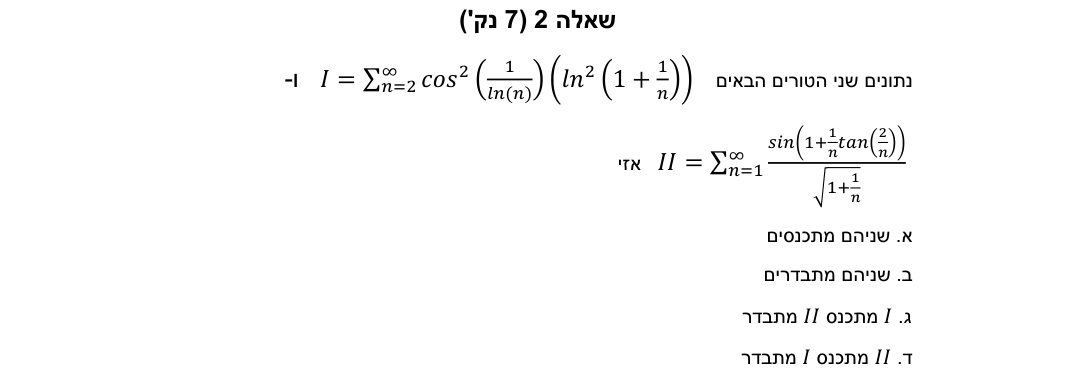 שאלה 2 (7 נק')
נתונים שני הטורים הבאים $I = \sum_{n=2}^{\infty} cos^2\left(\frac{1}{ln(n)}\right)\left(ln^2\left(1+\frac{1}{n}\right)\right)$ ו-
$II = \sum_{n=1}^{\infty} \frac{sin\left(1+\frac{1}{n}tan\left(\frac{2}{n}\right)\right)}{\sqrt{1+\frac{1}{n}}}$ אזי
א. שניהם מתכנסים
ב. שניהם מתבדרים
ג. I מתכנס II מתבדר
ד. II מתכנס I מתבדר